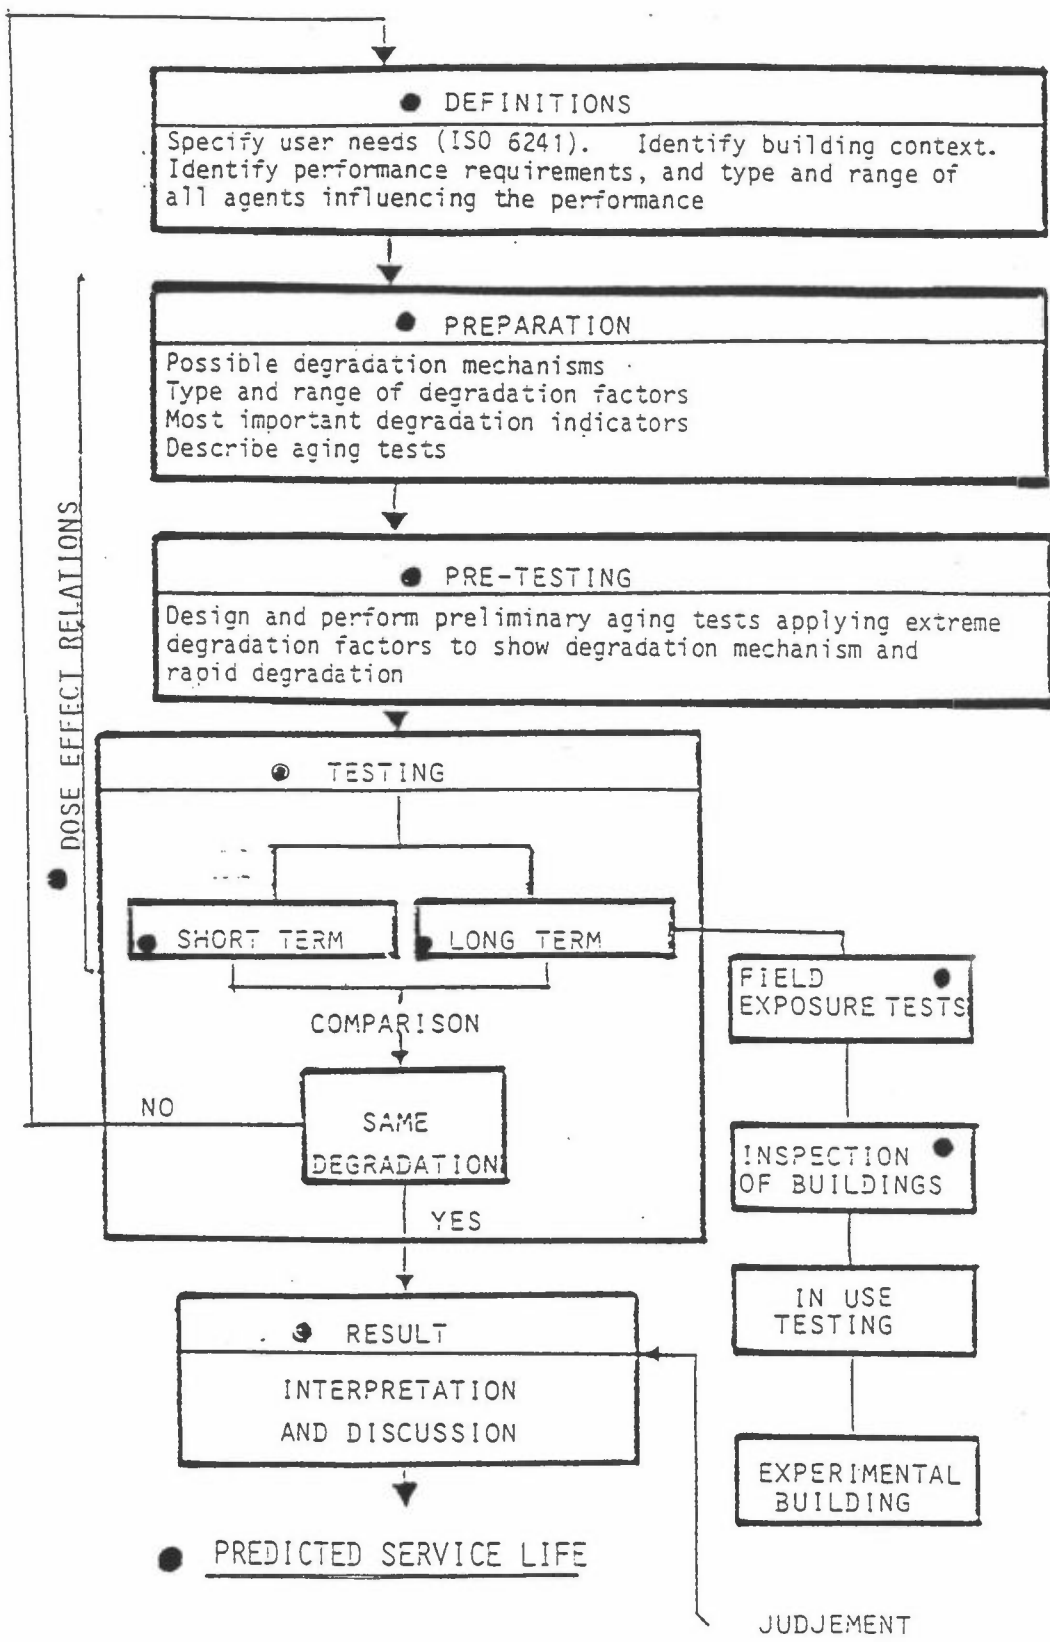 DEFINITIONS
Specify user needs (ISO 6241). Identify building context.
Identify performance requirements, and type and range of
all agents influencing the performance
PREPARATION
Possible degradation mechanisms
Type and range of degradation factors
Most important degradation indicators
Describe aging tests
PRE-TESTING
Design and perform preliminary aging tests applying extreme
degradation factors to show degradation mechanism and
rapid degradation
DOSE EFFECT RELATIONS
TESTING
SHORT TERM
LONG TERM
COMPARISON
NO
SAME
DEGRADATION
YES
FIELD
EXPOSURE TESTS
INSPECTION
OF BUILDINGS
IN USE
TESTING
EXPERIMENTAL
BUILDING
RESULT
INTERPRETATION
AND DISCUSSION
PREDICTED SERVICE LIFE
JUDJEMENT